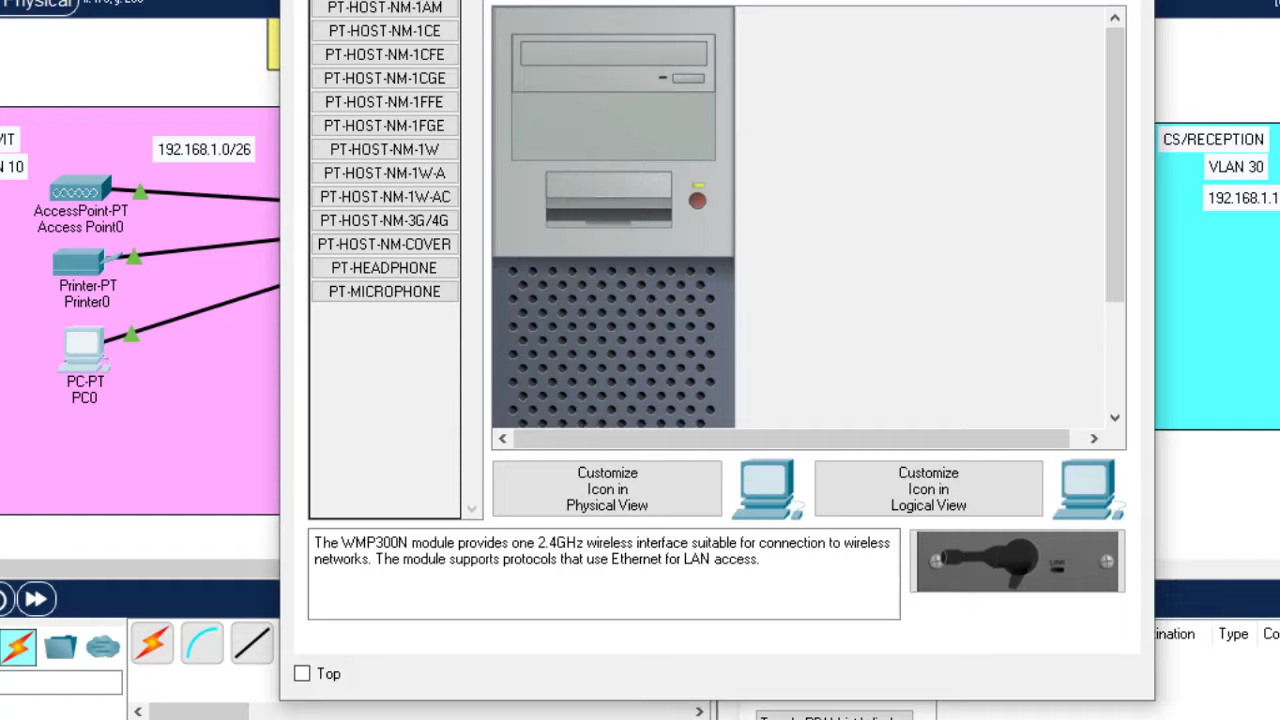 Physical
PT-HOST-NM-1AM
PT-HOST-NM-1CE
PT-HOST-NM-1CFE
PT-HOST-NM-1CGE
PT-HOST-NM-1FFE
PT-HOST-NM-1FGE
PT-HOST-NM-1W
PT-HOST-NM-1W-A
PT-HOST-NM-1W-AC
PT-HOST-NM-3G/4G
PT-HOST-NM-COVER
PT-HEADPHONE
PT-MICROPHONE
/IT
192.168.1.0/26
N 10
AccessPoint-PT
Access Point0
Printer-PT
Printer0
PC-PT
PC0
CS/RECEPTION
VLAN 30
192.168.1.1
Customize
Icon in
Physical View
Customize
Icon in
Logical View
The WMP300N module provides one 2.4GHz wireless interface suitable for connection to wireless
networks. The module supports protocols that use Ethernet for LAN access.
LINK
Top
ination Type Co